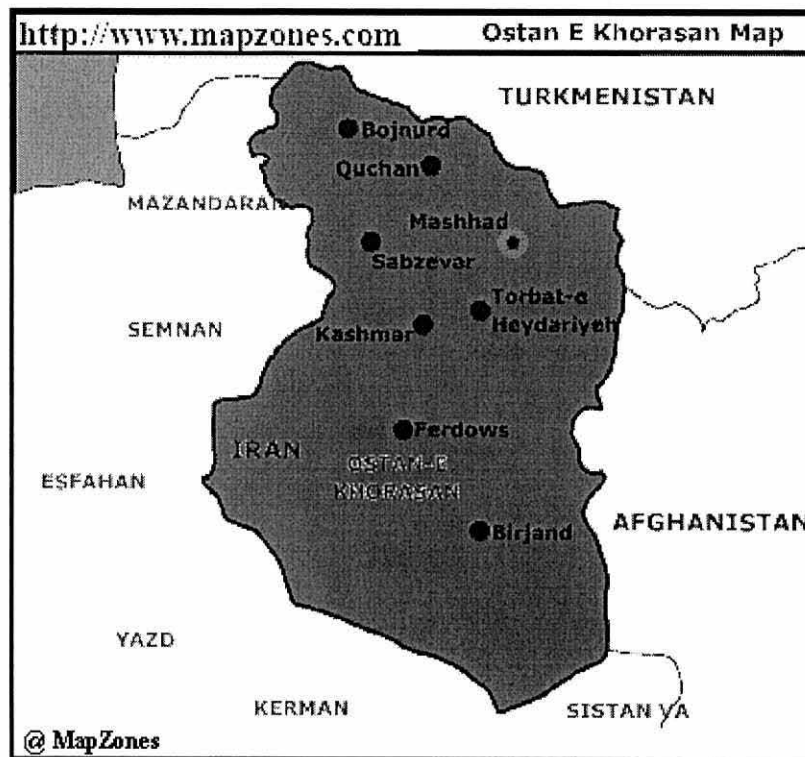 http://www.mapzones.com
Ostan E Khorasan Map
TURKMENISTAN
Bojnurd
Quchan
MAZANDARAN
Mashhad
Sabzevar
Torbat-e
Heydariyeh
SEMNAN
Kashmar
Ferdows
IRAN
OSTAN-E
KHORASAN
ESFAHAN
AFGHANISTAN
Birjand
YAZD
KERMAN
SISTAN VA
@ MapZones